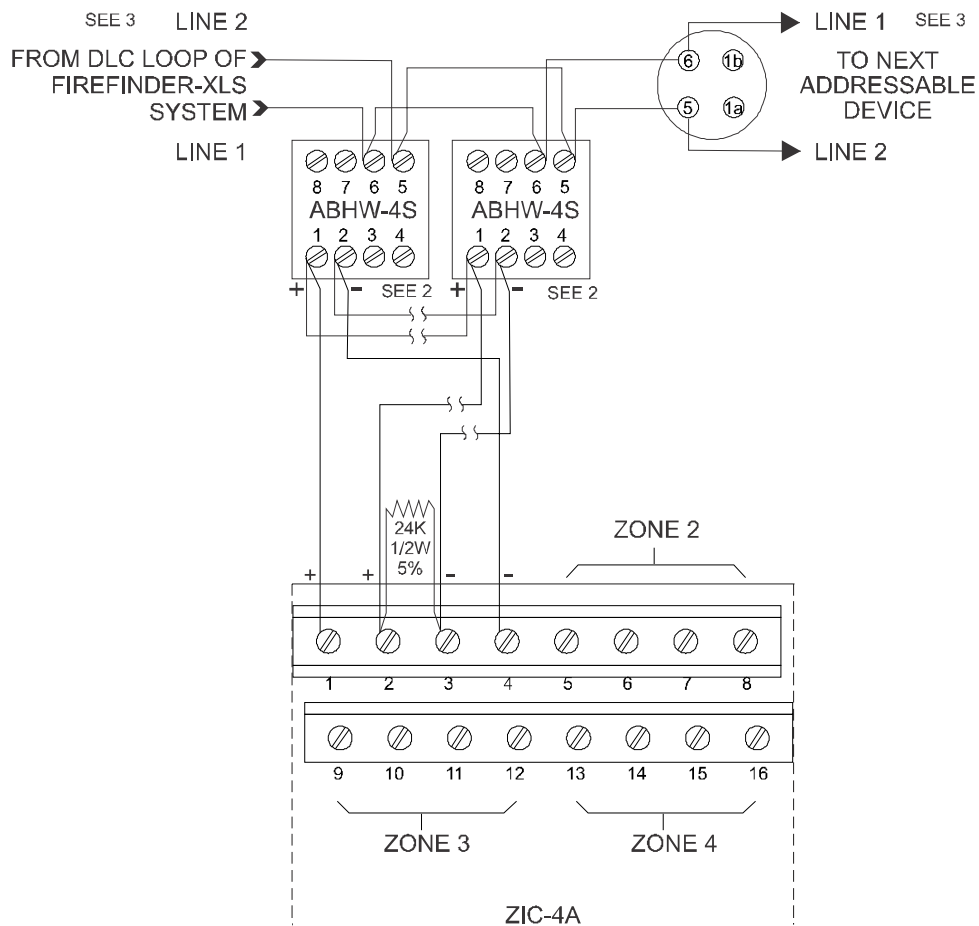 SEE 3 LINE 2
FROM DLC LOOP OF
FIREFINDER-XLS
SYSTEM
LINE 1
LINE 1 SEE 3
6 1b
5 1a
TO NEXT
ADDRESSABLE
DEVICE
LINE 2
8 7 6 5
ABHW-4S
1 2 3 4
+ - SEE 2
8 7 6 5
ABHW-4S
1 2 3 4
+ - SEE 2
24K
1/2W
5%
+ + - -
ZONE 2
1 2 3 4 5 6 7 8
9 10 11 12 13 14 15 16
ZONE 3 ZONE 4
ZIC-4A